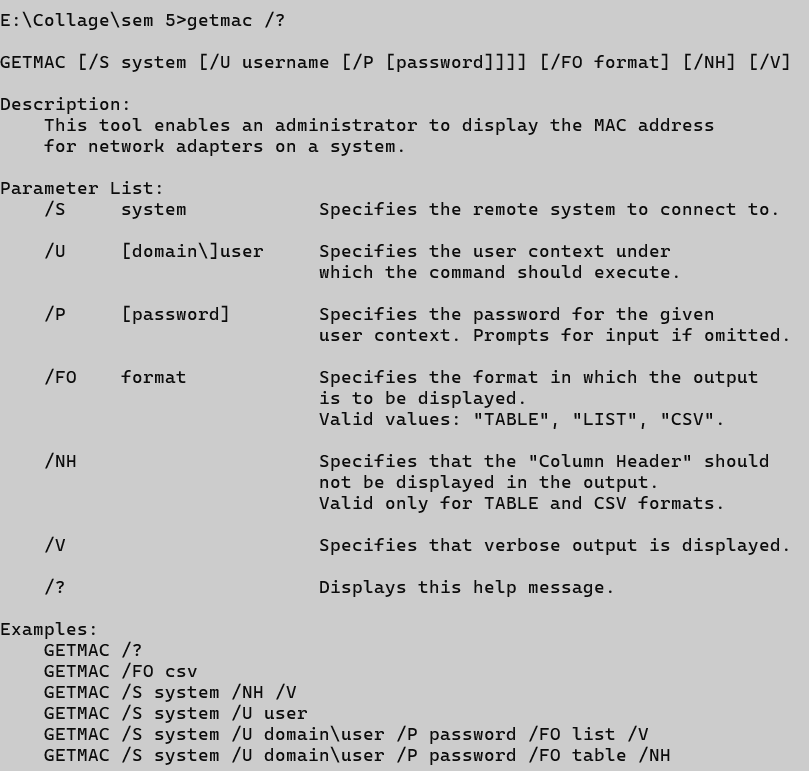 E:\Collage\sem 5>getmac /?
GETMAC [/S system [/U username [/P [password]]]] [/FO format] [/NH] [/V]
Description:
    This tool enables an administrator to display the MAC address
    for network adapters on a system.
Parameter List:
    /S     system            Specifies the remote system to connect to.
    /U     [domain\]user     Specifies the user context under
                             which the command should execute.
    /P     [password]        Specifies the password for the given
                             user context. Prompts for input if omitted.
    /FO    format            Specifies the format in which the output
                             is to be displayed.
                             Valid values: "TABLE", "LIST", "CSV".
    /NH                      Specifies that the "Column Header" should
                             not be displayed in the output.
                             Valid only for TABLE and CSV formats.
    /V                       Specifies that verbose output is displayed.
    /?                       Displays this help message.
Examples:
    GETMAC /?
    GETMAC /FO csv
    GETMAC /S system /NH /V
    GETMAC /S system /U user
    GETMAC /S system /U domain\user /P password /FO list /V
    GETMAC /S system /U domain\user /P password /FO table /NH